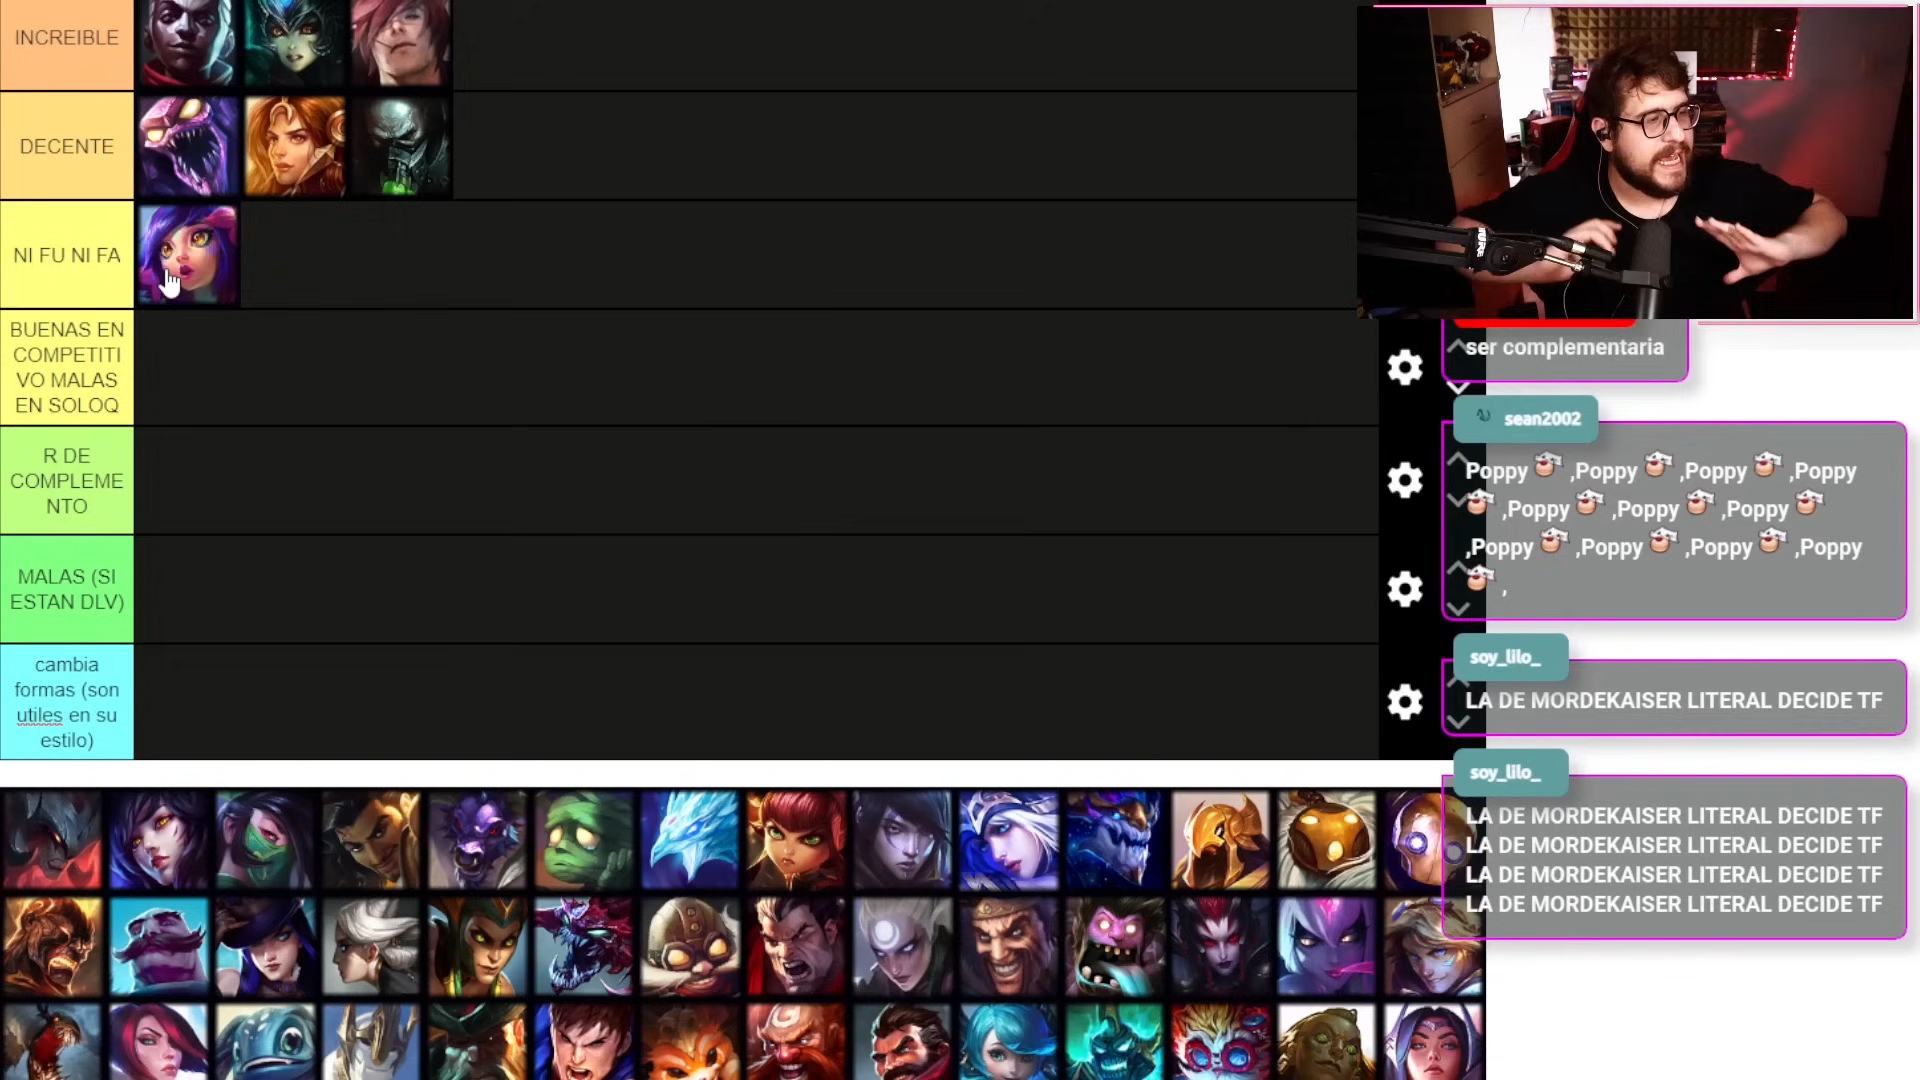 INCREIBLE
DECENTE
NI FU NI FA
BUENAS EN
COMPETITI
VO MALAS
EN SOLOQ
R DE
COMPLEME
NTO
MALAS (SI
ESTAN DLV)
cambia
formas (son
utiles en su
estilo)
ser complementaria
sean2002
Poppy ,Poppy ,Poppy ,Poppy
,Poppy ,Poppy ,Poppy
,Poppy ,Poppy ,Poppy ,Poppy
,
soy_lilo_
LA DE MORDEKAISER LITERAL DECIDE TF
soy_lilo_
LA DE MORDEKAISER LITERAL DECIDE TF
LA DE MORDEKAISER LITERAL DECIDE TF
LA DE MORDEKAISER LITERAL DECIDE TF
LA DE MORDEKAISER LITERAL DECIDE TF